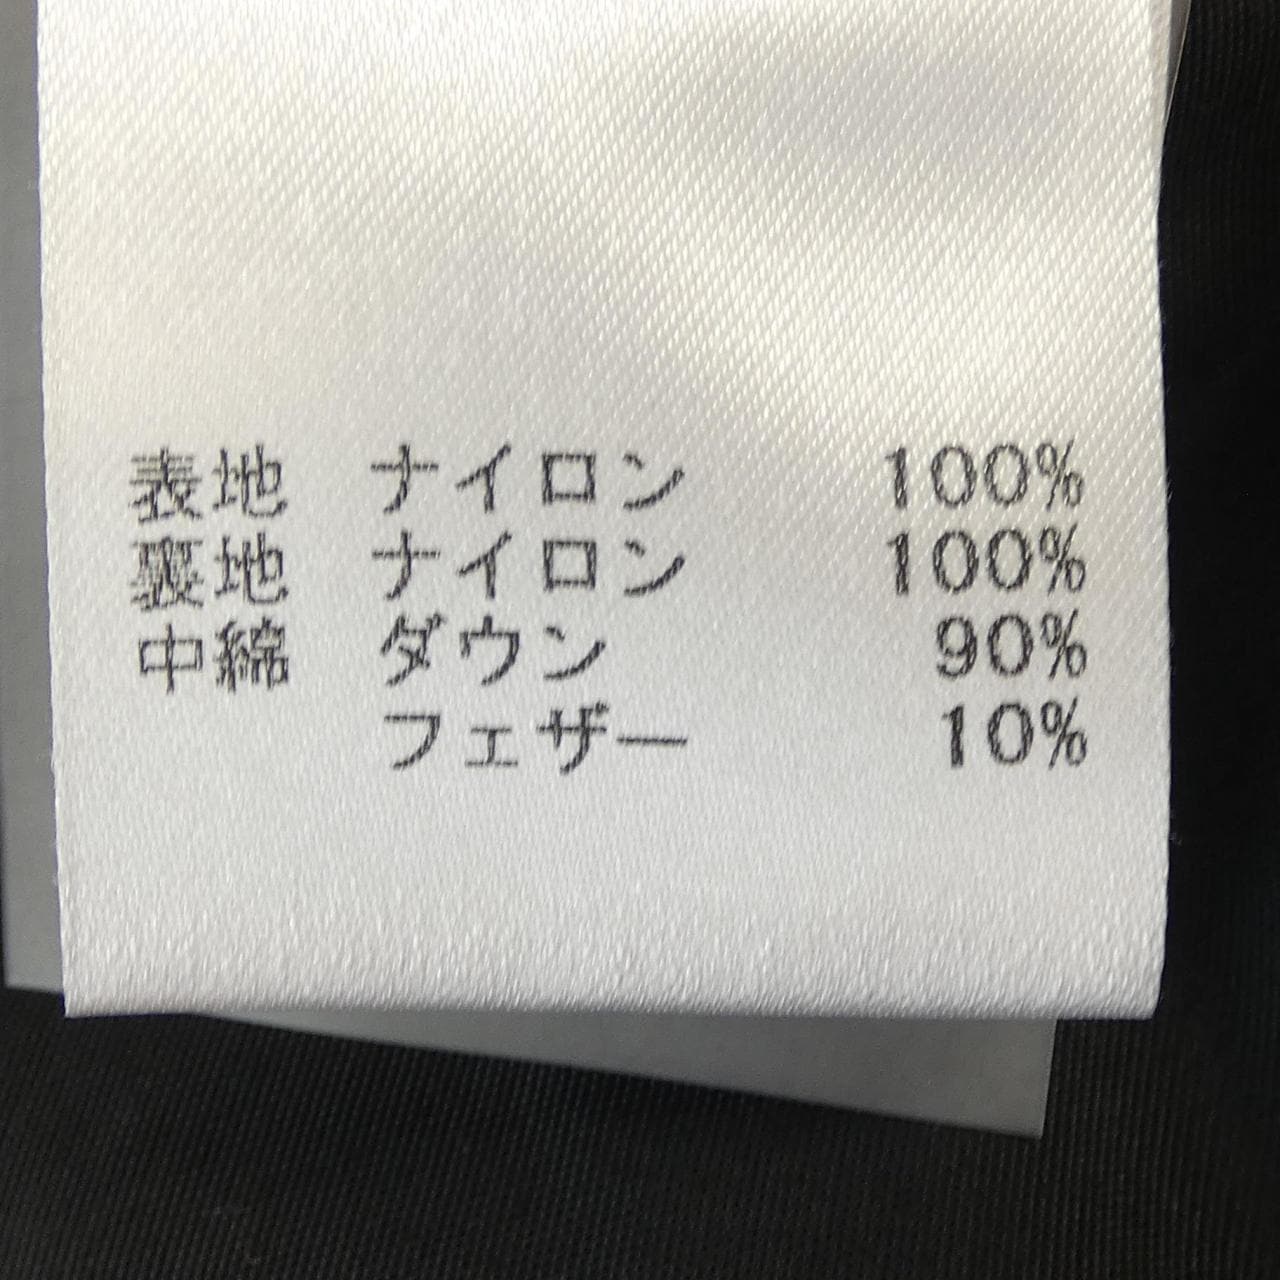 表地 ナイロン 100%
裏地 ナイロン 100%
中綿 ダウン 90%
フェザー 10%